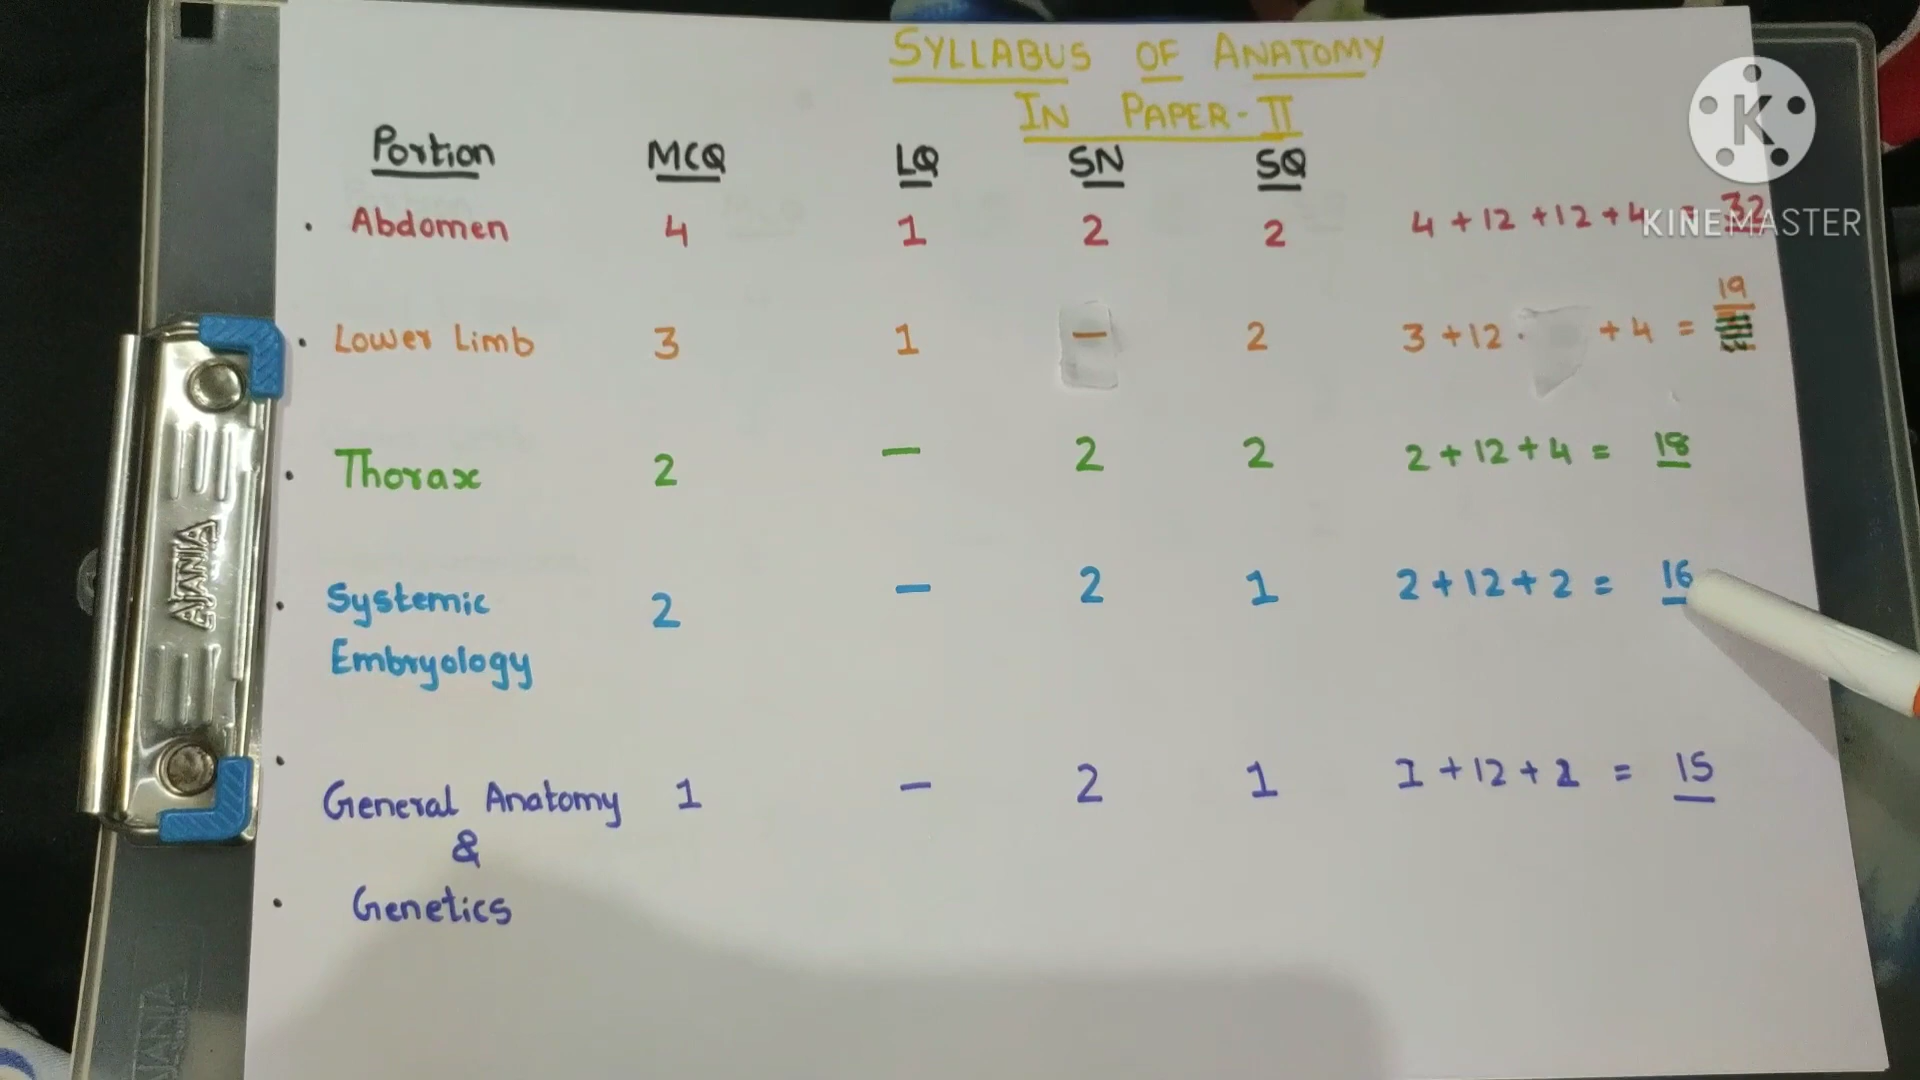 SYLLABUS OF ANATOMY
IN PAPER-II
Portion MCQ LQ SN SQ
• Abdomen 4 1 2 2 4+12+12+4 = 32
• Lower Limb 3 1 – 2 3+12 · +4 = 19
• Thorax 2 – 2 2 2+12+4 = 18
• Systemic 2 – 2 1 2+12+2 = 16
Embryology
• General Anatomy 1 – 2 1 1+12+2 = 15
&
• Genetics
K
KINEMASTER
AJANTA